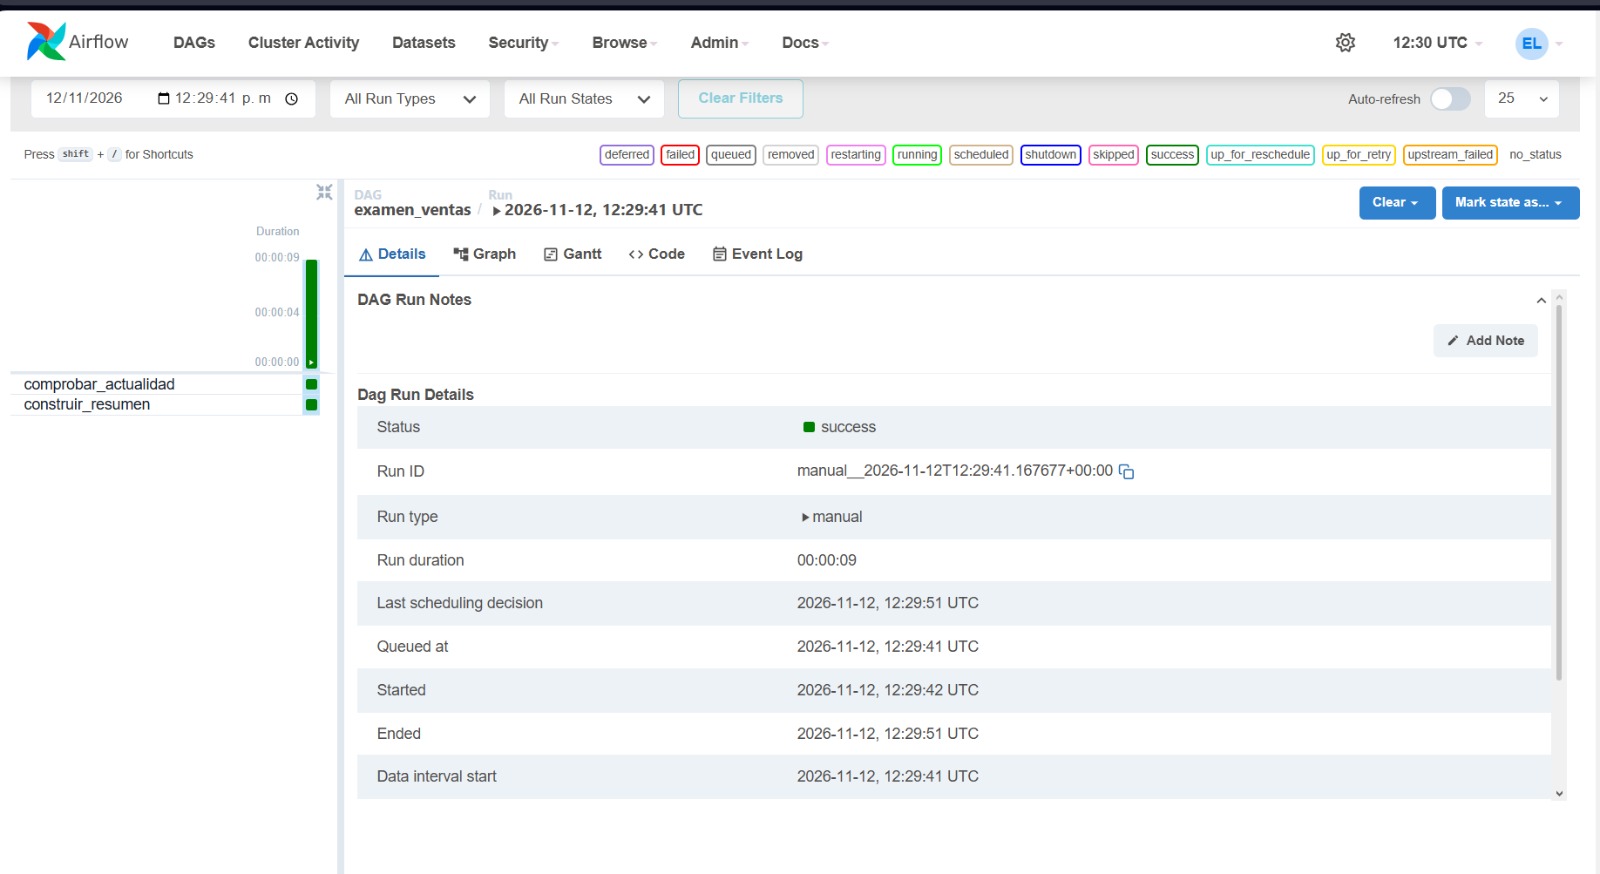 Airflow DAGs Cluster Activity Datasets Security Browse Admin Docs 12:30 UTC EL
12/11/2026 12:29:41 p. m All Run Types All Run States Clear Filters Auto-refresh 25
Press shift + / for Shortcuts deferred failed queued removed restarting running scheduled shutdown skipped success up_for_reschedule up_for_retry upstream_failed no_status
DAG Run
examen_ventas / 2026-11-12, 12:29:41 UTC Clear Mark state as...
Duration
00:00:09
00:00:04
00:00:00
comprobar_actualidad
construir_resumen
Details Graph Gantt Code Event Log
DAG Run Notes
Add Note
Dag Run Details
Status success
Run ID manual__2026-11-12T12:29:41.167677+00:00
Run type manual
Run duration 00:00:09
Last scheduling decision 2026-11-12, 12:29:51 UTC
Queued at 2026-11-12, 12:29:41 UTC
Started 2026-11-12, 12:29:42 UTC
Ended 2026-11-12, 12:29:51 UTC
Data interval start 2026-11-12, 12:29:41 UTC